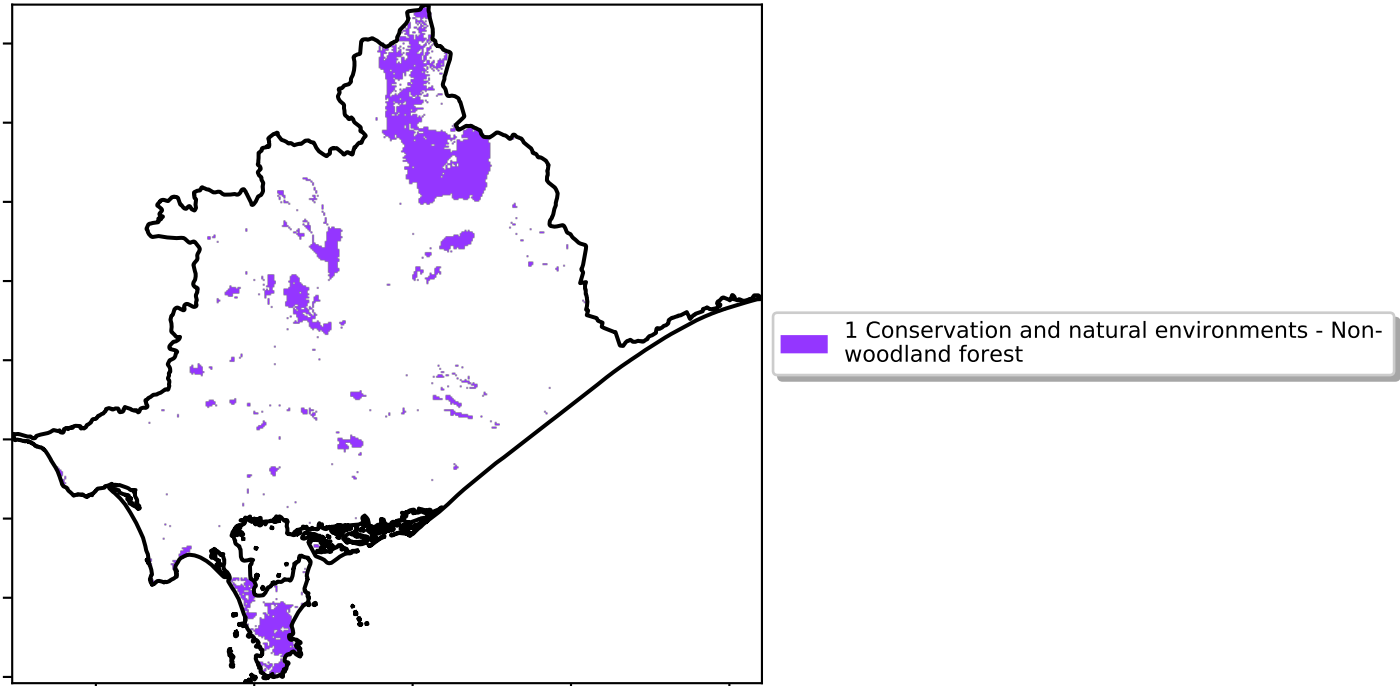 1 Conservation and natural environments - Non-
woodland forest